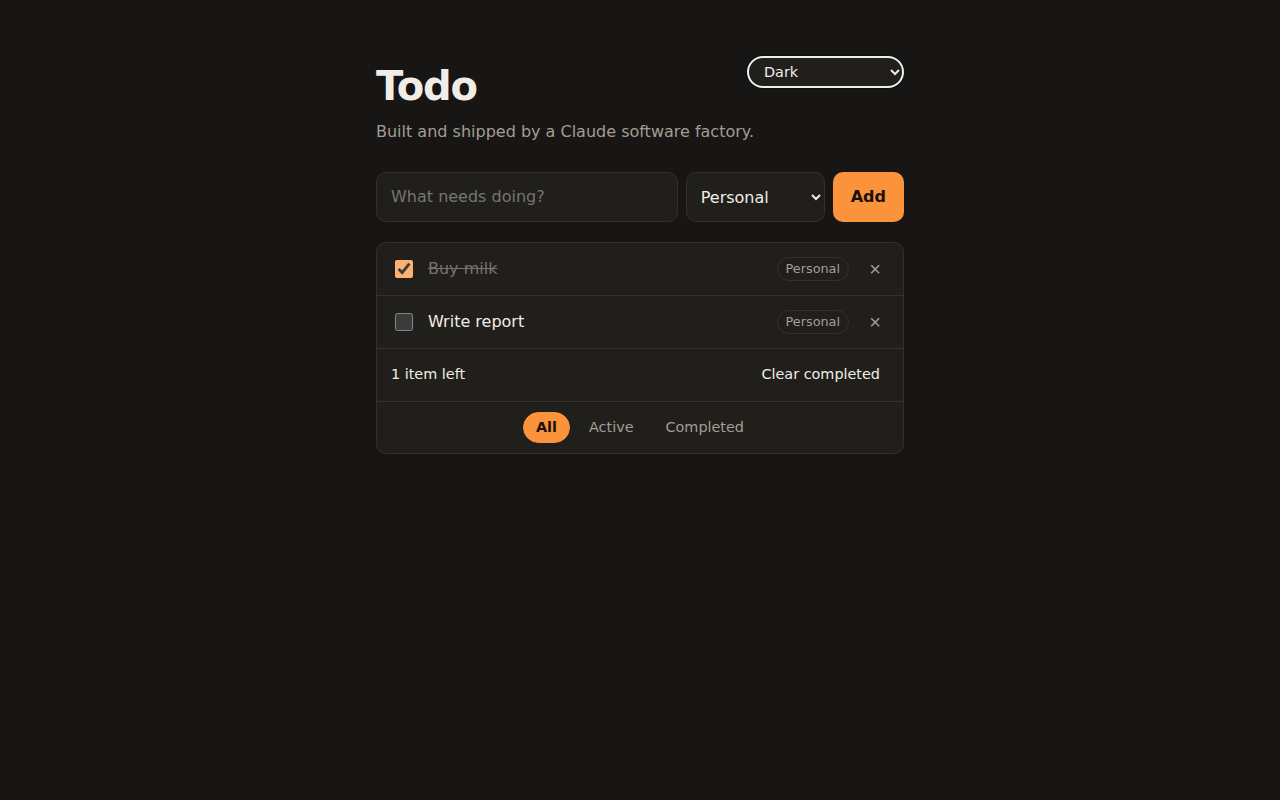 Todo
Dark
Built and shipped by a Claude software factory.
What needs doing?
Personal
Add
Buy milk
Personal
×
Write report
Personal
×
1 item left
Clear completed
All
Active
Completed